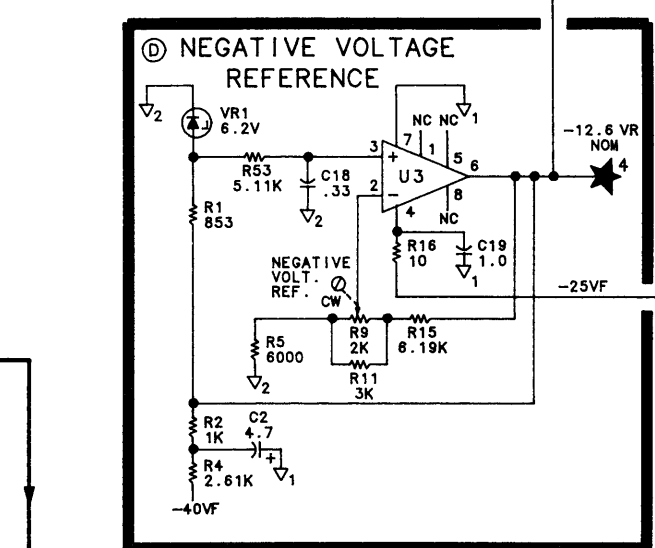 D NEGATIVE VOLTAGE
REFERENCE
2
VR1
6.2V
1
NC NC
-12.6 VR
NOM
4
3
7
1
5
6
+
U3
2
-
8
4
NC
R53
5.11K
C18
.33
2
R1
853
R16
10
C19
1.0
1
NEGATIVE
VOLT.
REF.
CW
-25VF
R5
6000
2
R9
2K
R15
6.19K
R11
3K
R2
1K
C2
4.7
+
1
R4
2.61K
-40VF